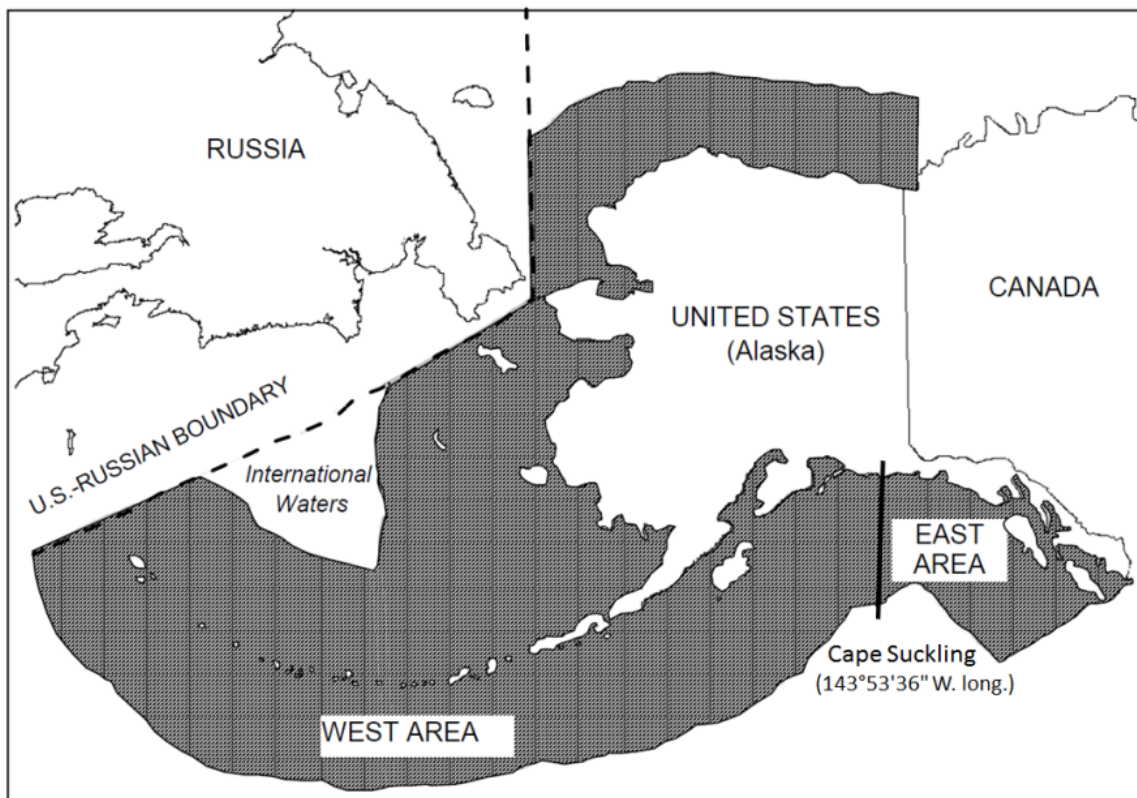 RUSSIA
CANADA
UNITED STATES
(Alaska)
U.S.-RUSSIAN BOUNDARY
International
Waters
EAST
AREA
Cape Suckling
(143°53'36" W. long.)
WEST AREA